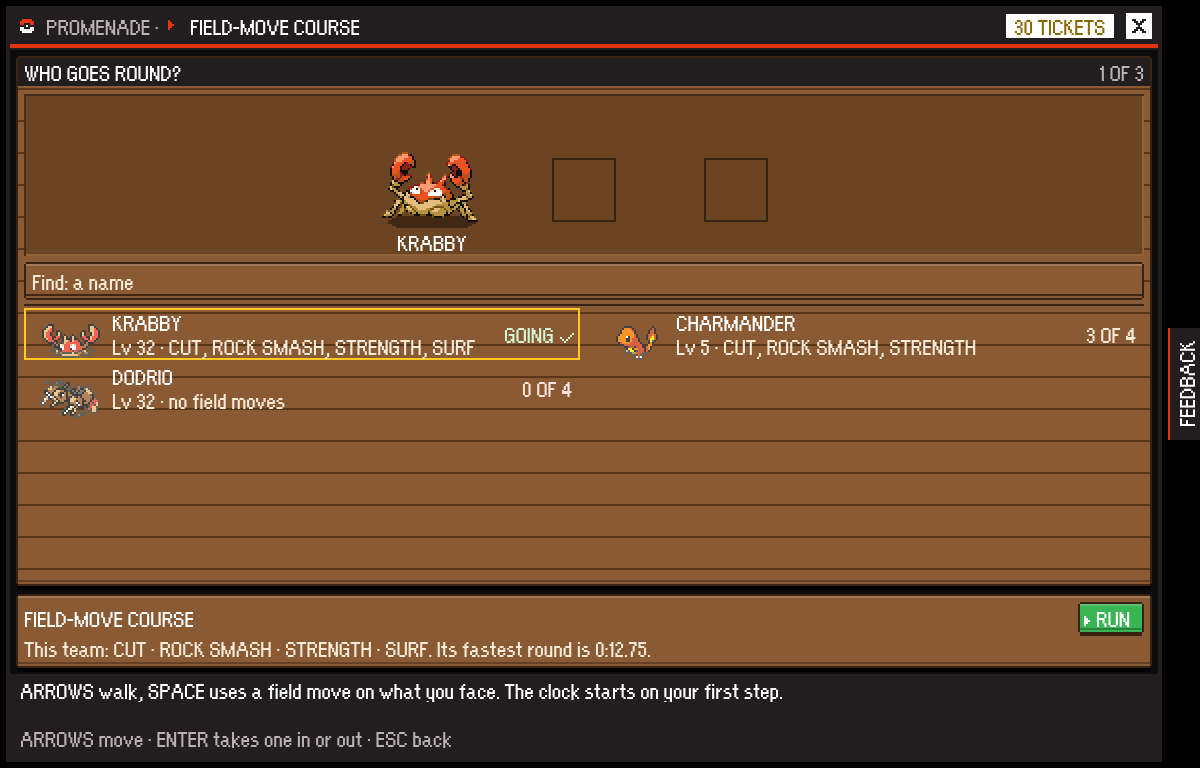 PROMENADE · FIELD-MOVE COURSE
30 TICKETS X
WHO GOES ROUND? 1 OF 3
KRABBY
Find: a name
KRABBY
Lv 32 · CUT, ROCK SMASH, STRENGTH, SURF
GOING ✓
CHARMANDER
Lv 5 · CUT, ROCK SMASH, STRENGTH
3 OF 4
DODRIO
Lv 32 · no field moves
0 OF 4
FEEDBACK
FIELD-MOVE COURSE
RUN
This team: CUT · ROCK SMASH · STRENGTH · SURF. Its fastest round is 0:12.75.
ARROWS walk, SPACE uses a field move on what you face. The clock starts on your first step.
ARROWS move · ENTER takes one in or out · ESC back